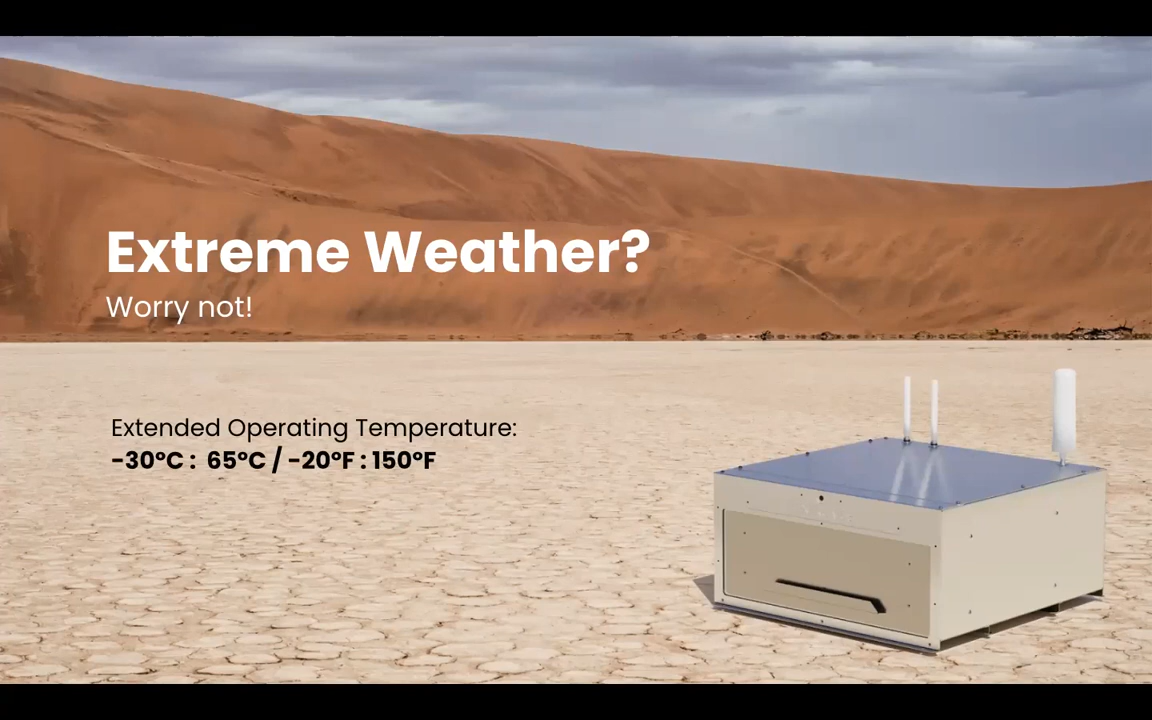 Extreme Weather?
Worry not!
Extended Operating Temperature:
-30°C :  65°C / -20°F : 150°F